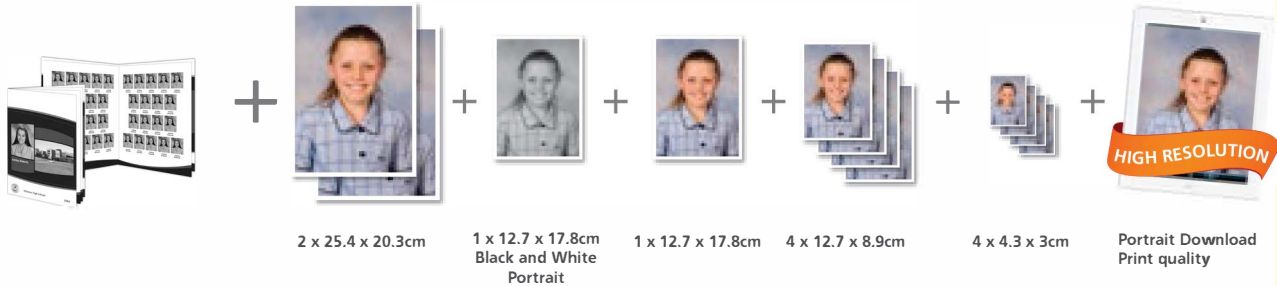 HIGH RESOLUTION
2 x 25.4 x 20.3cm
1 x 12.7 x 17.8cm
Black and White
Portrait
1 x 12.7 x 17.8cm
4 x 12.7 x 8.9cm
4 x 4.3 x 3cm
Portrait Download
Print quality